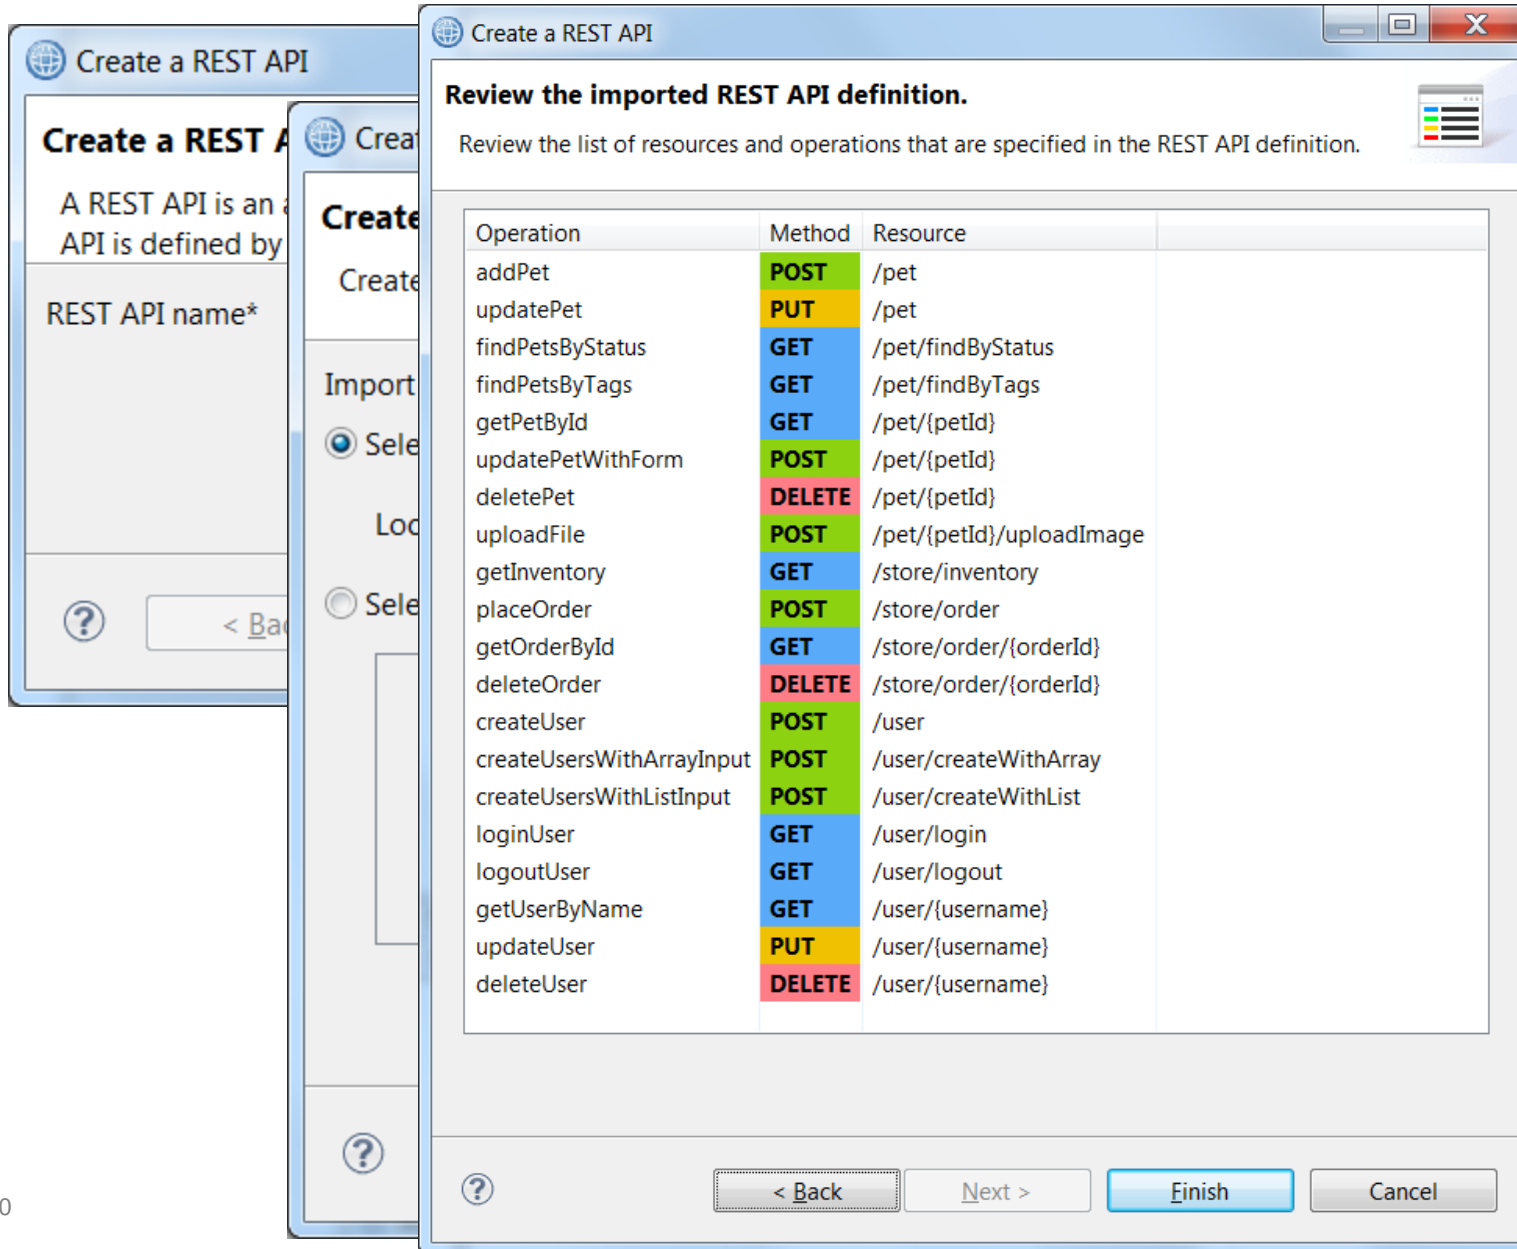 Create a REST API
Create a REST
A REST API is an
API is defined by
REST API name*
?
< Ba
Creat
Create
Create
Import
Sele
Loc
Sele
?
Create a REST API
X
Review the imported REST API definition.
Review the list of resources and operations that are specified in the REST API definition.
Operation Method Resource
addPet POST /pet
updatePet PUT /pet
findPetsByStatus GET /pet/findByStatus
findPetsByTags GET /pet/findByTags
getPetById GET /pet/{petId}
updatePetWithForm POST /pet/{petId}
deletePet DELETE /pet/{petId}
uploadFile POST /pet/{petId}/uploadImage
getInventory GET /store/inventory
placeOrder POST /store/order
getOrderById GET /store/order/{orderId}
deleteOrder DELETE /store/order/{orderId}
createUser POST /user
createUsersWithArrayInput POST /user/createWithArray
createUsersWithListInput POST /user/createWithList
loginUser GET /user/login
logoutUser GET /user/logout
getUserByName GET /user/{username}
updateUser PUT /user/{username}
deleteUser DELETE /user/{username}
?
< Back Next > Finish Cancel
0